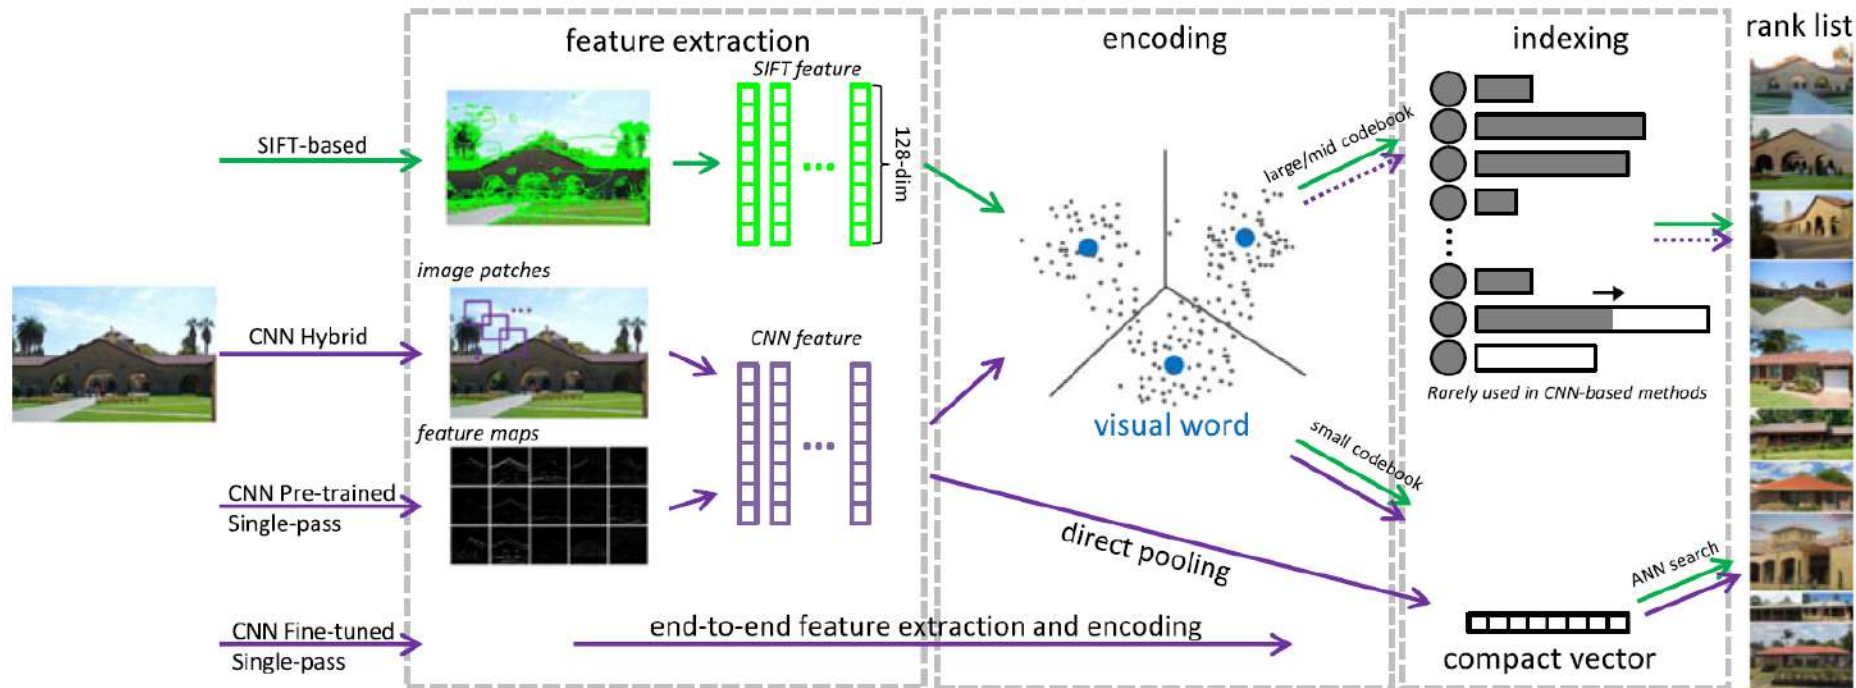 feature extraction
encoding
indexing
rank list
SIFT feature
SIFT-based
128-dim
large/mid codebook
image patches
CNN Hybrid
CNN feature
Rarely used in CNN-based methods
visual word
feature maps
small codebook
CNN Pre-trained
Single-pass
direct pooling
ANN search
CNN Fine-tuned
Single-pass
end-to-end feature extraction and encoding
compact vector